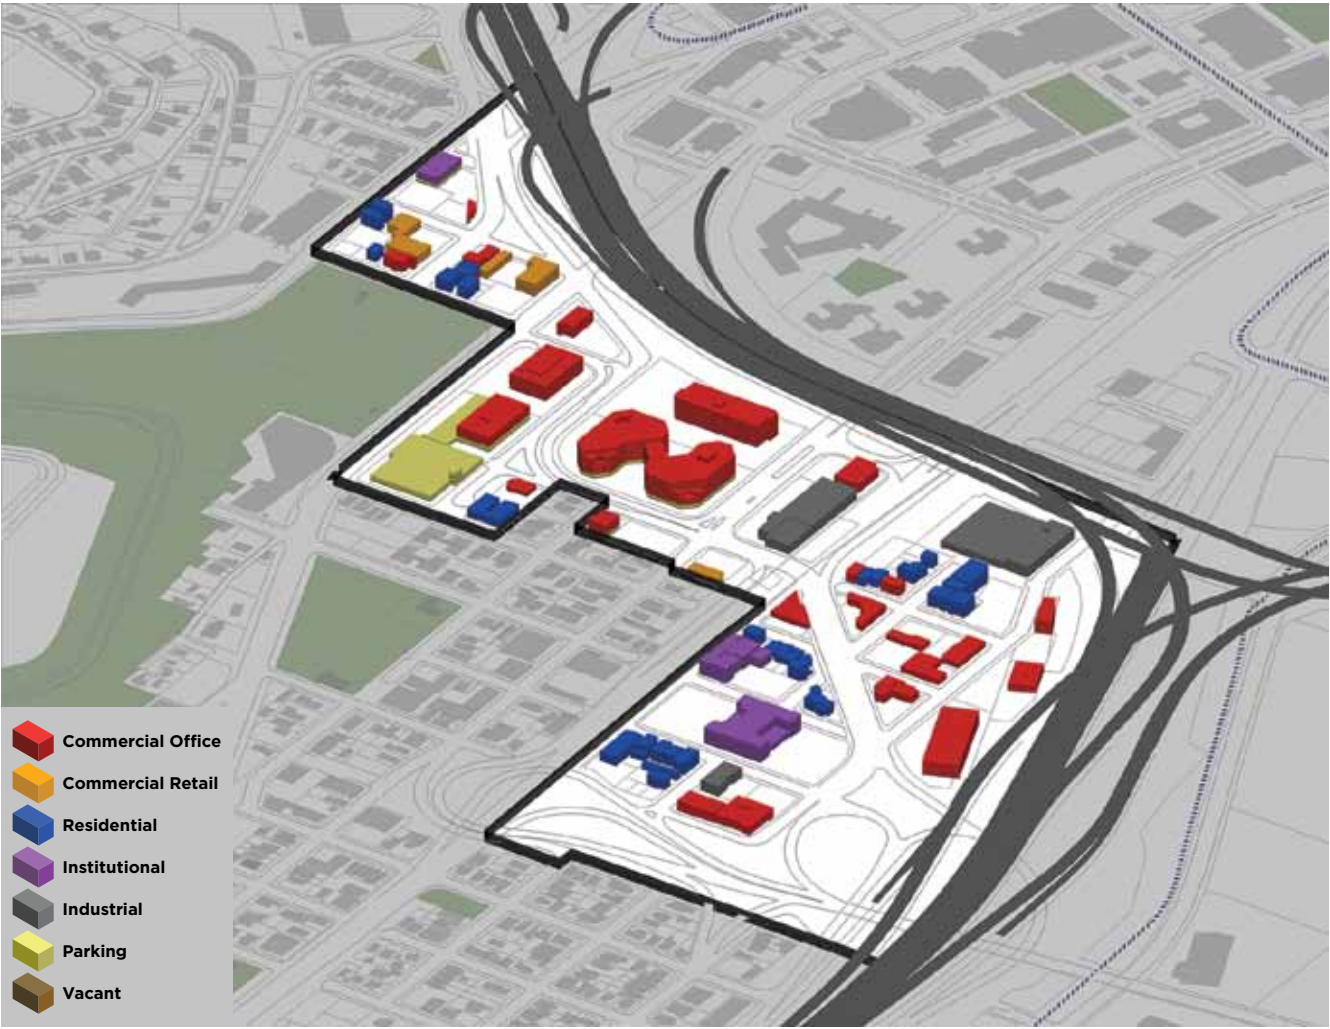 Commercial Office
Commercial Retail
Residential
Institutional
Industrial
Parking
Vacant